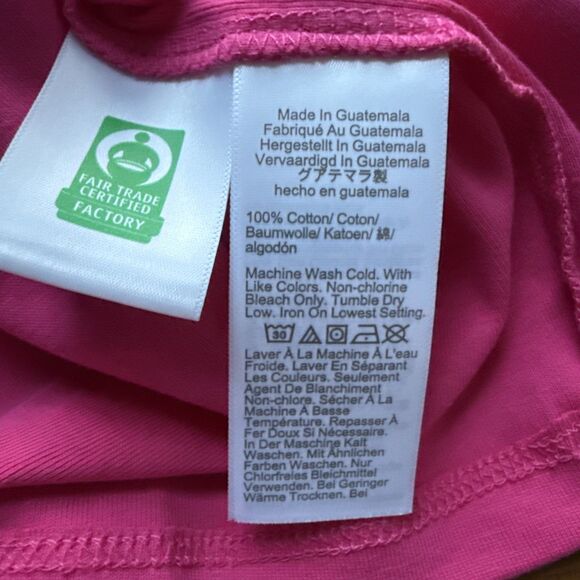 FAIR TRADE
CERTIFIED
FACTORY
Made In Guatemala
Fabriqué Au Guatemala
Hergestellt In Guatemala
Vervaardigd In Guatemala
グアテマラ製
hecho en guatemala
100% Cotton/ Coton/
Baumwolle/ Katoen/ 綿/
algodón
Machine Wash Cold. With
Like Colors. Non-chlorine
Bleach Only. Tumble Dry
Low. Iron On Lowest Setting.
30
Laver À La Machine À L'eau
Froide. Laver En Séparant
Les Couleurs. Seulement
Agent De Blanchiment
Non-chlore. Sécher À La
Machine À Basse
Température. Repasser À
Fer Doux Si Nécessaire.
In Der Maschine Kalt
Waschen. Mit Ähnlichen
Farben Waschen. Nur
Chlorfreies Bleichmittel
Verwenden. Bei Geringer
Wärme Trocknen. Bei